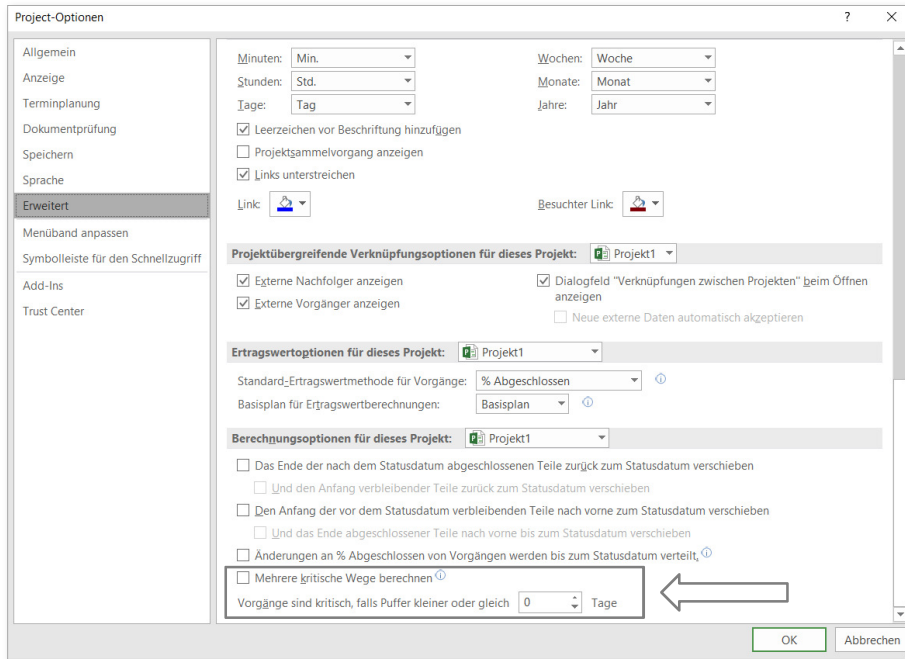 Project-Optionen
?
Allgemein
Anzeige
Terminplanung
Dokumentprüfung
Speichern
Sprache
Erweitert
Menüband anpassen
Symbolleiste für den Schnellzugriff
Add-Ins
Trust Center
Minuten: Min. Wochen: Woche
Stunden: Std. Monate: Monat
Tage: Tag Jahre: Jahr
Leerzeichen vor Beschriftung hinzufügen
Projektsammelvorgang anzeigen
Links unterstreichen
Link: Besuchter Link:
Projektübergreifende Verknüpfungsoptionen für dieses Projekt: Projekt1
Externe Nachfolger anzeigen Dialogfeld "Verknüpfungen zwischen Projekten" beim Öffnen
anzeigen
Externe Vorgänger anzeigen
Neue externe Daten automatisch akzeptieren
Ertragswertoptionen für dieses Projekt: Projekt1
Standard-Ertragswertmethode für Vorgänge: % Abgeschlossen
Basisplan für Ertragswertberechnungen: Basisplan
Berechnungsoptionen für dieses Projekt: Projekt1
Das Ende der nach dem Statusdatum abgeschlossenen Teile zurück zum Statusdatum verschieben
Und den Anfang verbleibender Teile zurück zum Statusdatum verschieben
Den Anfang der vor dem Statusdatum verbleibenden Teile nach vorne zum Statusdatum verschieben
Und das Ende abgeschlossener Teile nach vorne bis zum Statusdatum verschieben
Änderungen an % Abgeschlossen von Vorgängen werden bis zum Statusdatum verteilt,
Mehrere kritische Wege berechnen
Vorgänge sind kritisch, falls Puffer kleiner oder gleich 0 Tage
OK Abbrechen